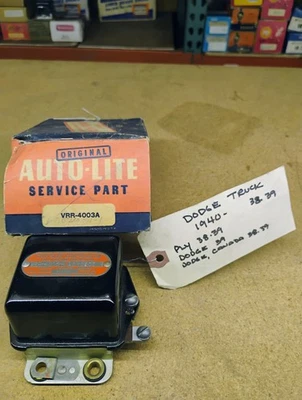 ORIGINAL
AUTO-LITE
SERVICE PART
VRR-4003A
DODGE TRUCK
38.39
1940-
PLY 38.39
DODGE 39
DODGE, CANADA 38.39